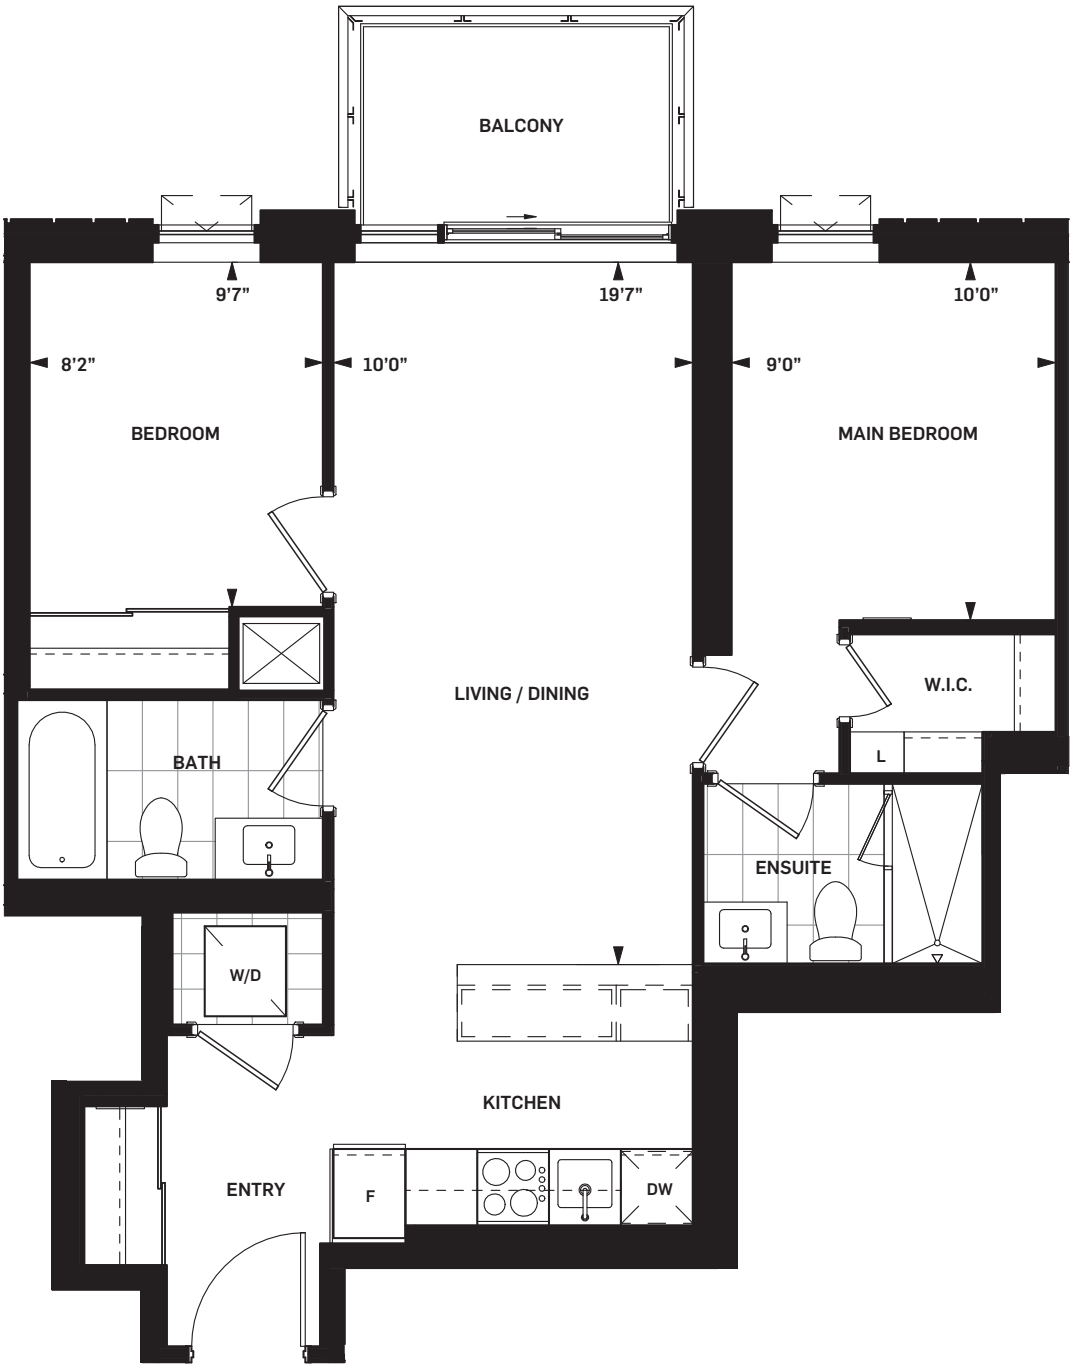 BALCONY
9’7”
19’7”
10’0”
8’2”
10’0”
9’0”
BEDROOM
MAIN BEDROOM
LIVING / DINING
W.I.C.
L
BATH
ENSUITE
W/D
KITCHEN
ENTRY
F
DW